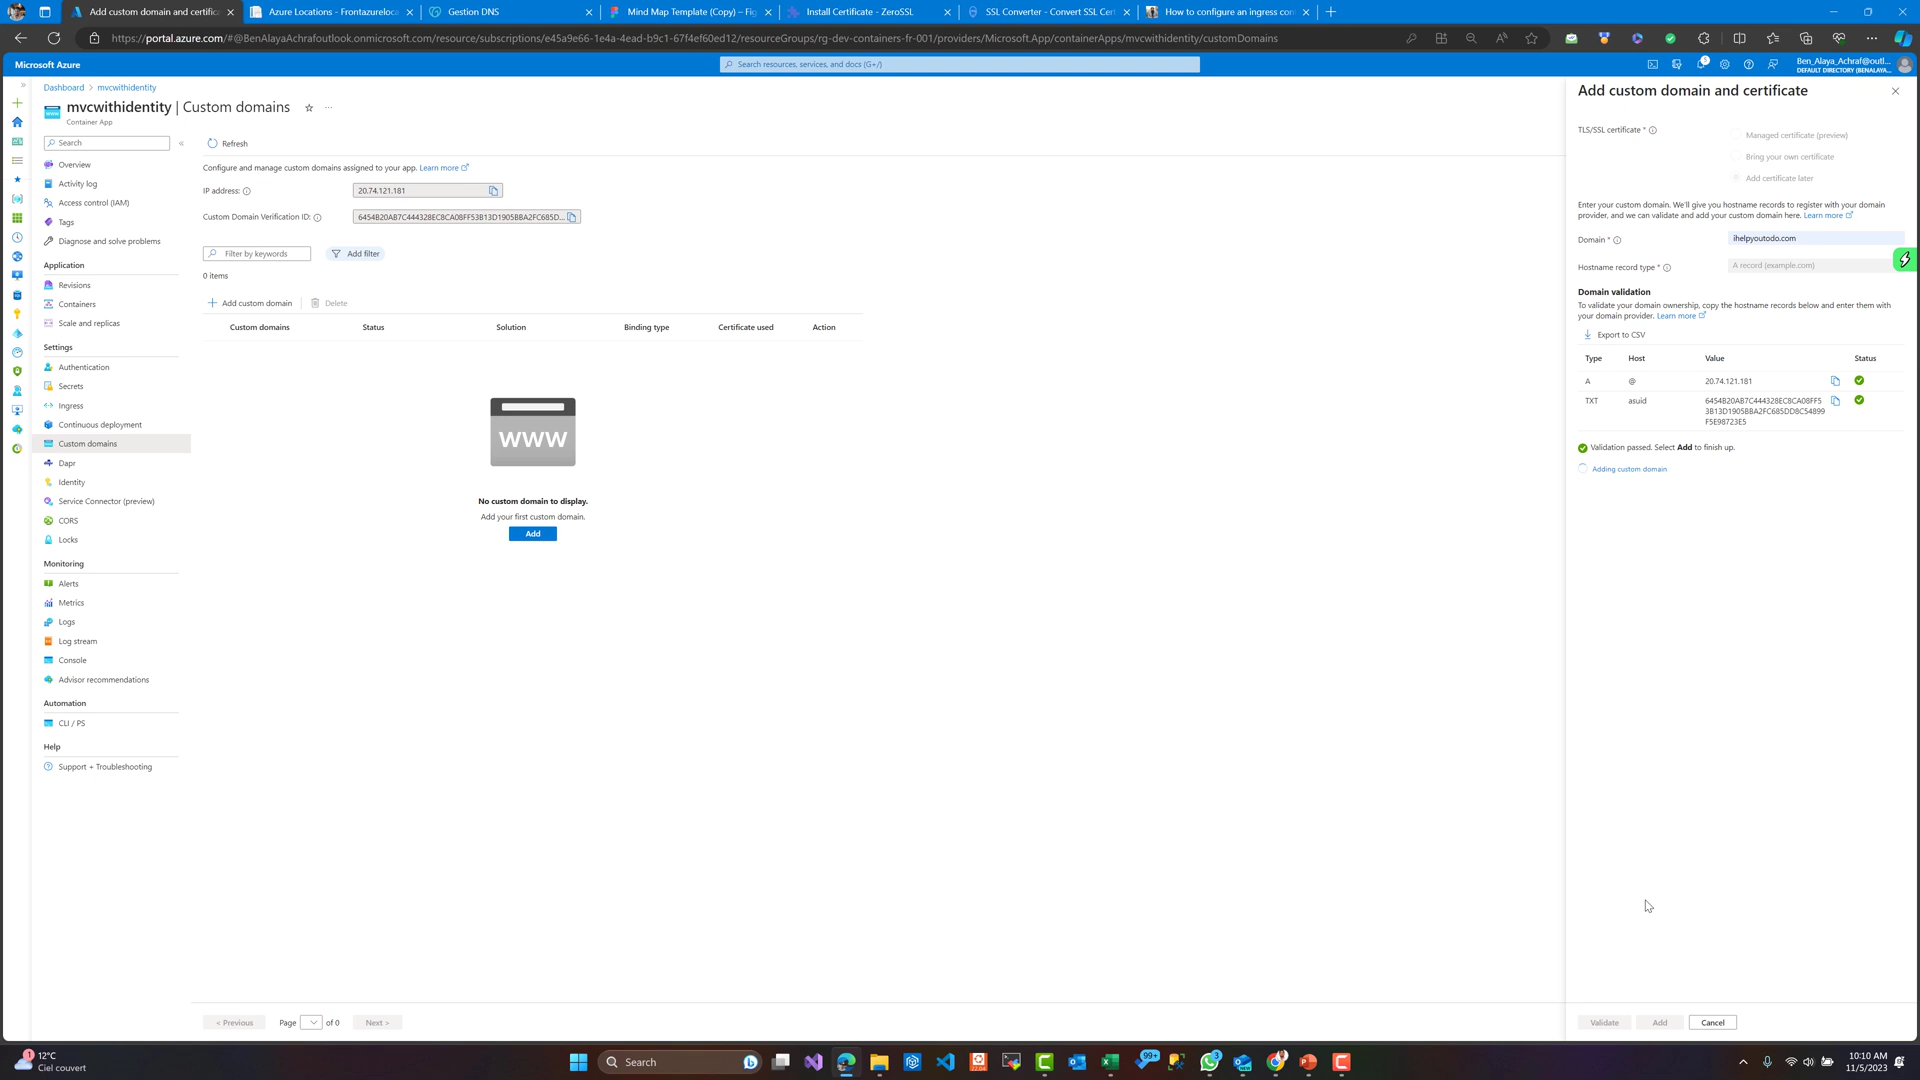 Add custom domain and certifica
Azure Locations - Frontazureloca
Gestion DNS
Mind Map Template (Copy) – Fig
Install Certificate - ZeroSSL
SSL Converter - Convert SSL Cert
How to configure an ingress con
https://portal.azure.com/#@BenAlayaAchrafoutlook.onmicrosoft.com/resource/subscriptions/e45a9e66-1e4a-4ead-b9c1-67f4ef60ed12/resourceGroups/rg-dev-containers-fr-001/providers/Microsoft.App/containerApps/mvcwithidentity/customDomains
Microsoft Azure
Search resources, services, and docs (G+/)
1
Ben_Alaya_Achraf@outl...
DEFAULT DIRECTORY (BENALAYA...
Dashboard > mvcwithidentity
mvcwithidentity | Custom domains
Container App
Search
Overview
Activity log
Access control (IAM)
Tags
Diagnose and solve problems
Application
Revisions
Containers
Scale and replicas
Settings
Authentication
Secrets
Ingress
Continuous deployment
Custom domains
Dapr
Identity
Service Connector (preview)
CORS
Locks
Monitoring
Alerts
Metrics
Logs
Log stream
Console
Advisor recommendations
Automation
CLI / PS
Help
Support + Troubleshooting
Refresh
Configure and manage custom domains assigned to your app. Learn more
IP address: 20.74.121.181
Custom Domain Verification ID: 6454B20AB7C444328EC8CA08FF53B13D1905BBA2FC685D...
Filter by keywords Add filter
0 items
Add custom domain Delete
Custom domains Status Solution Binding type Certificate used Action
WWW
No custom domain to display.
Add your first custom domain.
Add
< Previous Page of 0 Next >
Add custom domain and certificate
TLS/SSL certificate * Managed certificate (preview)
Bring your own certificate
Add certificate later
Enter your custom domain. We'll give you hostname records to register with your domain
provider, and we can validate and add your custom domain here. Learn more
Domain * ihelpyoutodo.com
Hostname record type * A record (example.com)
Domain validation
To validate your domain ownership, copy the hostname records below and enter them with
your domain provider. Learn more
Export to CSV
Type Host Value Status
A @ 20.74.121.181
TXT asuid 6454B20AB7C444328EC8CA08FF5
3B13D1905BBA2FC685DD8C54899
F5E98723E5
Validation passed. Select Add to finish up.
Adding custom domain
Validate Add Cancel
1
12°C
Ciel couvert
Search
99+
3
10:10 AM
11/5/2023